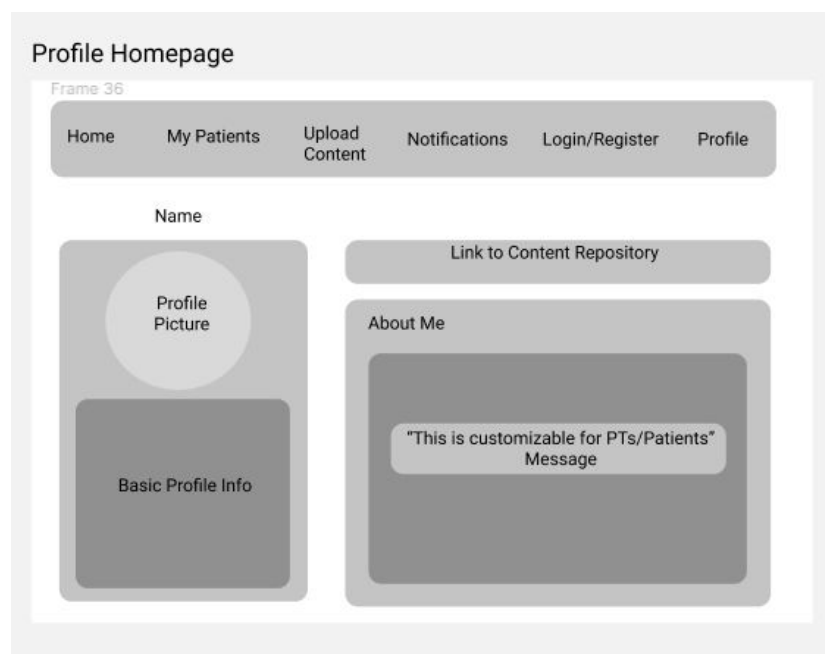 Profile Homepage
Frame 36
Home
My Patients
Upload
Content
Notifications
Login/Register
Profile
Name
Profile
Picture
Basic Profile Info
Link to Content Repository
About Me
“This is customizable for PTs/Patients”
Message